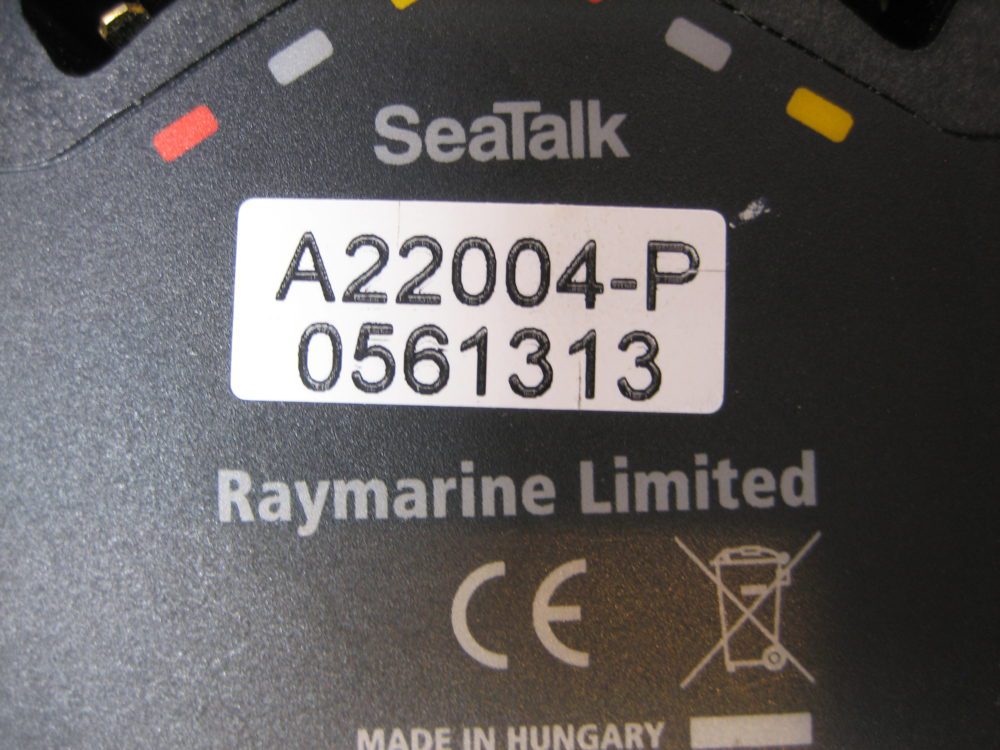 SeaTalk
A22004-P
0561313
Raymarine Limited
CE
MADE IN HUNGARY